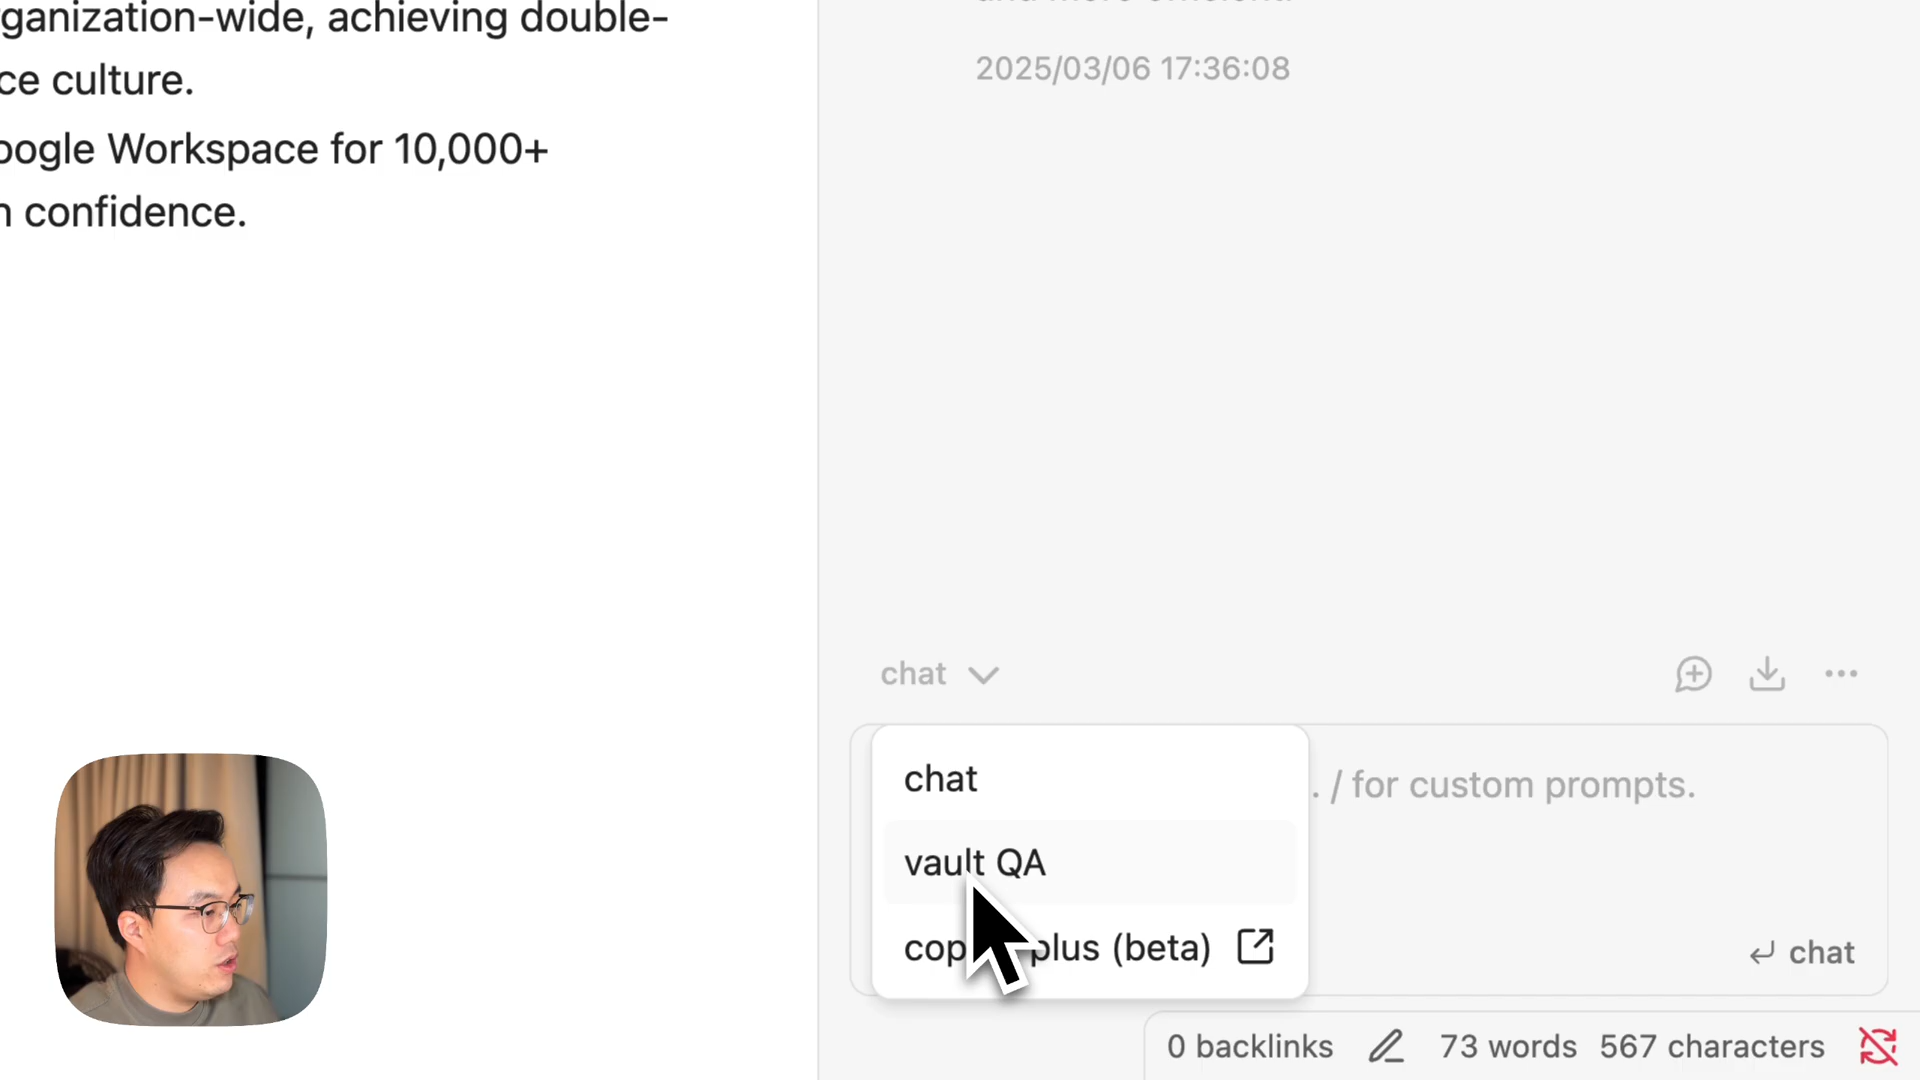 ganization-wide, achieving double-
ce culture.
Workspace for 10,000+
confidence.
2025/03/06 17:36:08
chat
chat
vault QA
plus (beta)
. / for custom prompts.
chat
0 backlinks
73 words
567 characters